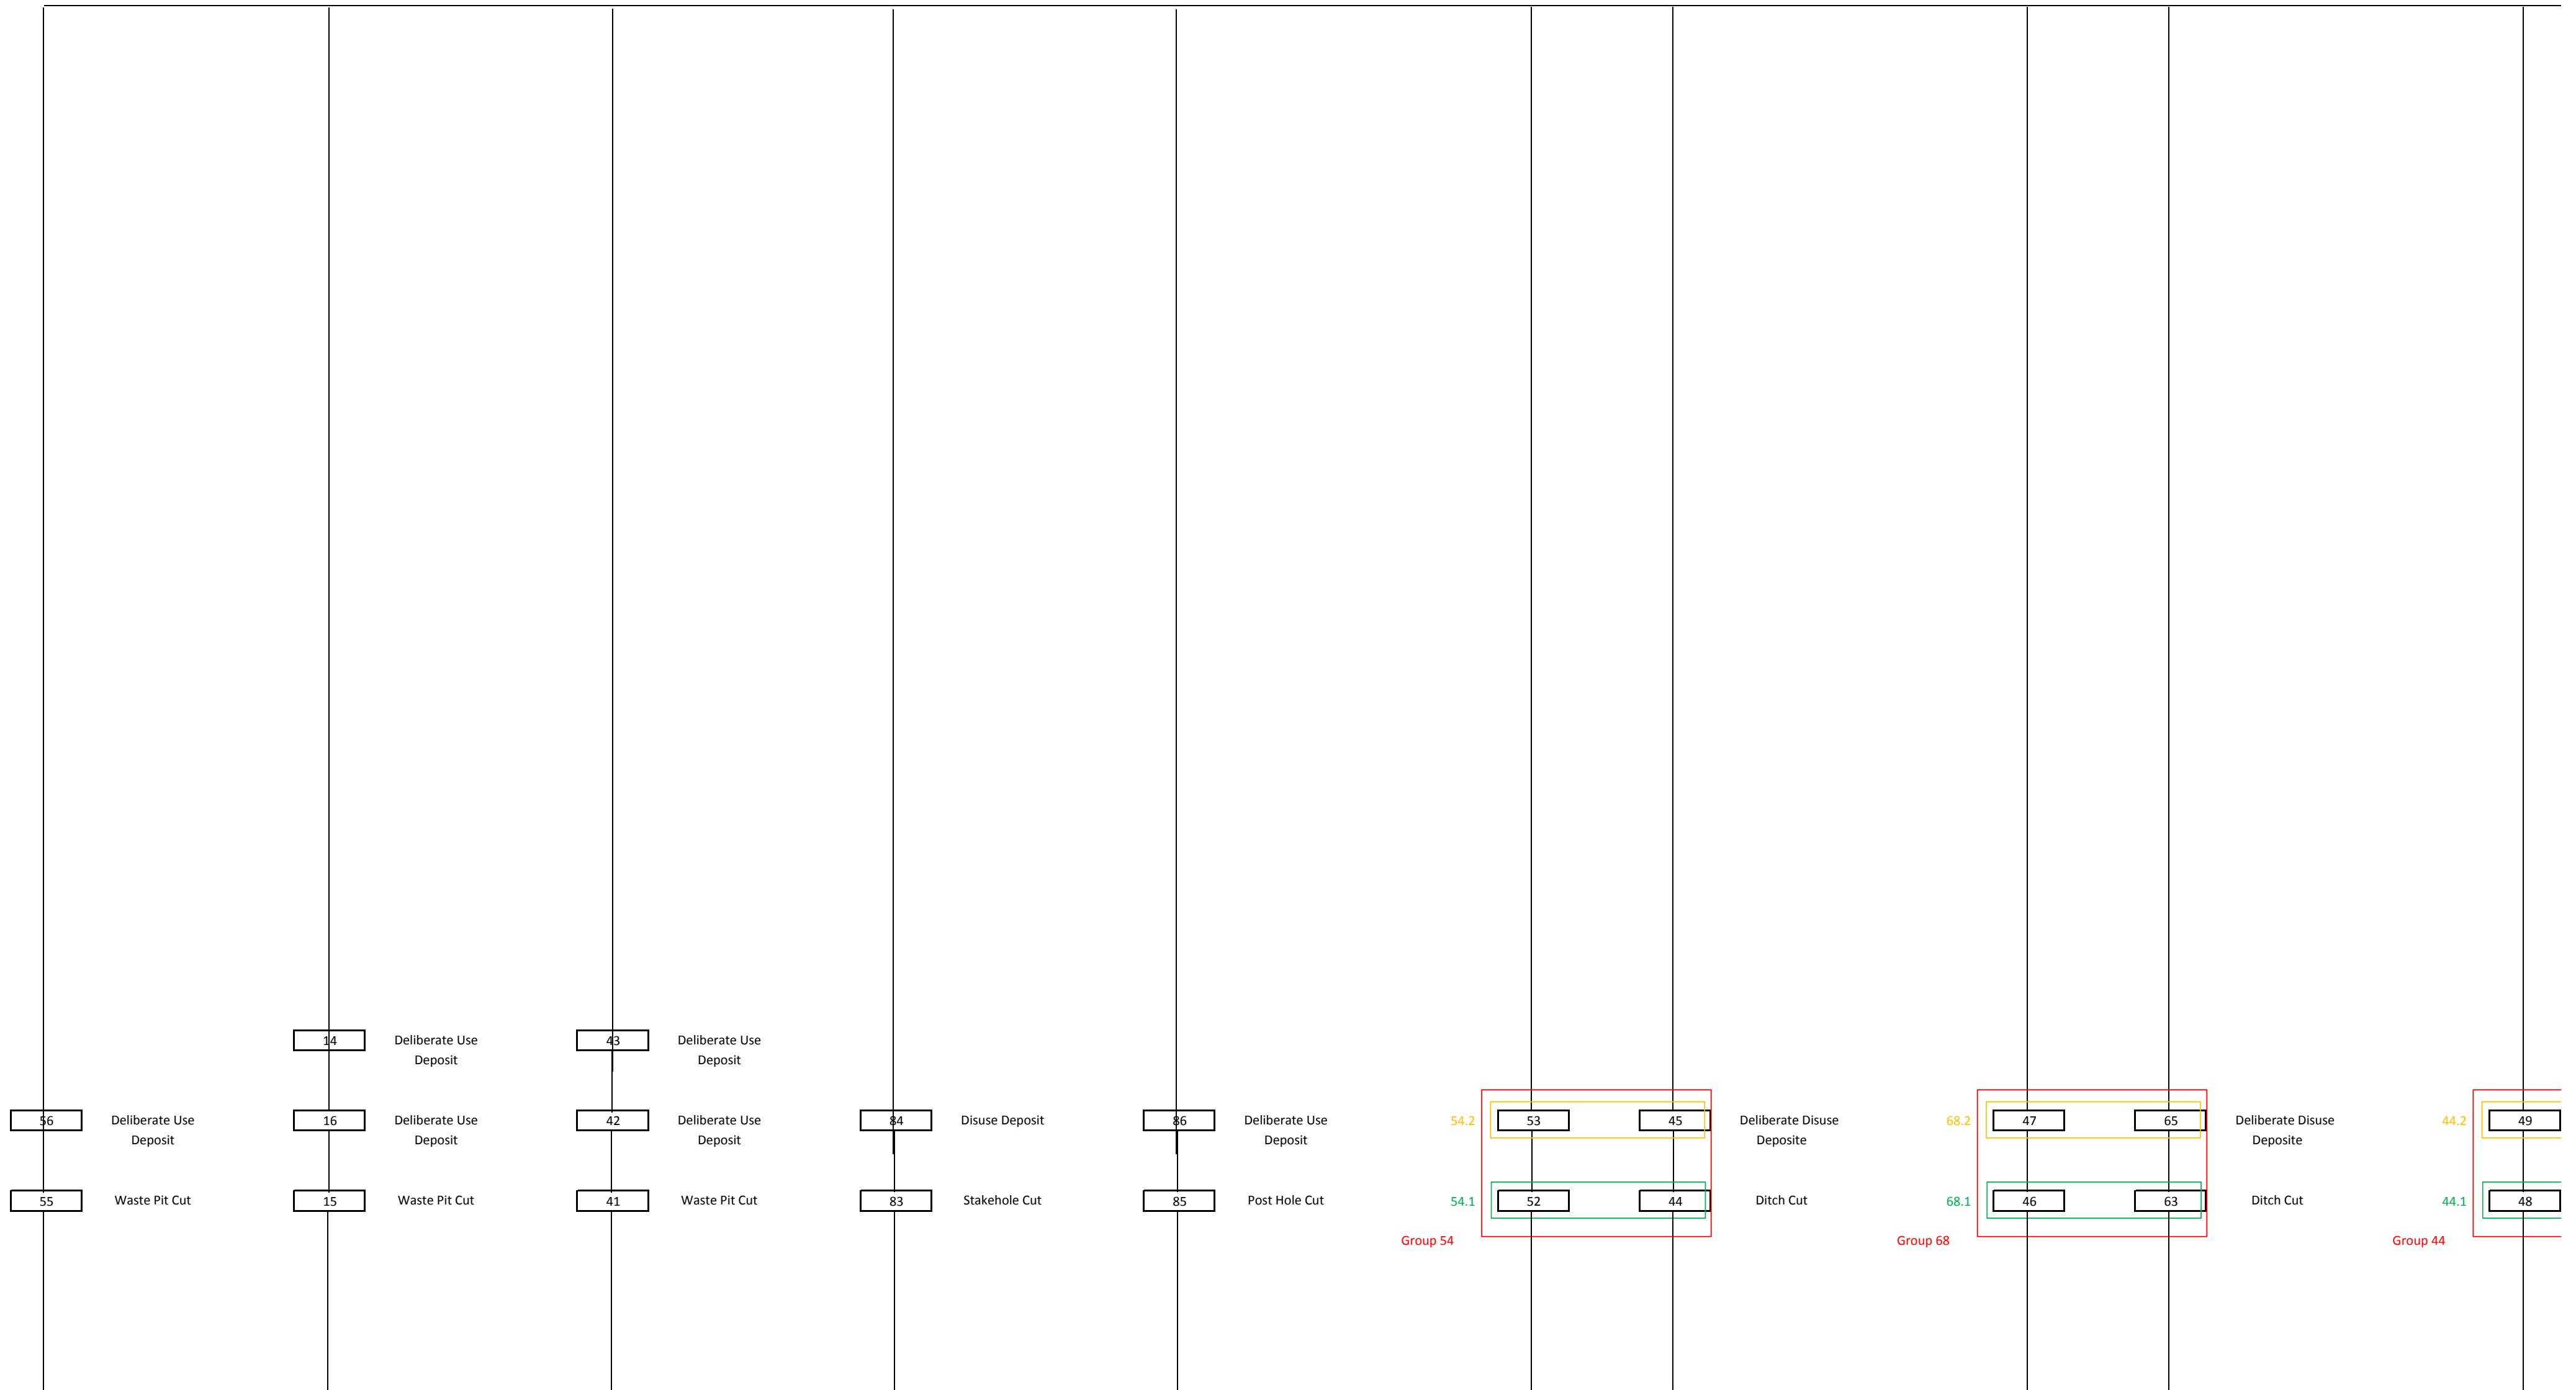 14 Deliberate Use 43 Deliberate Use
Deposit Deposit
56 Deliberate Use 16 Deliberate Use 42 Deliberate Use 84 Disuse Deposit 86 Deliberate Use 54.2 53 45 Deliberate Disuse 68.2 47 65 Deliberate Disuse 44.2 49
Deposit Deposit Deposit Deposit Deposite Deposite
55 Waste Pit Cut 15 Waste Pit Cut 41 Waste Pit Cut 83 Stakehole Cut 85 Post Hole Cut 54.1 52 44 Ditch Cut 68.1 46 63 Ditch Cut 44.1 48
Group 54 Group 68 Group 44